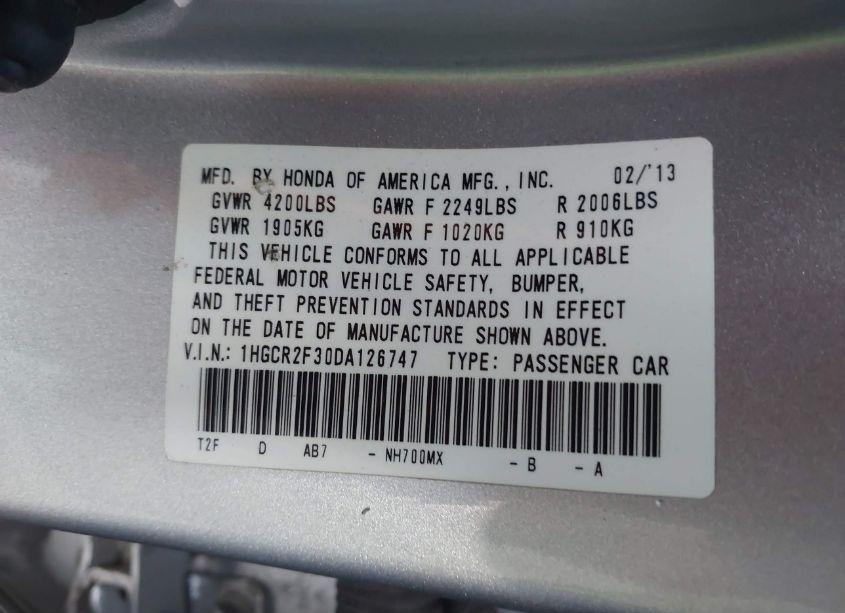 MFD. BY HONDA OF AMERICA MFG., INC. 02/'13
GVWR 4200LBS GAWR F 2249LBS R 2006LBS
GVWR 1905KG GAWR F 1020KG R 910KG
THIS VEHICLE CONFORMS TO ALL APPLICABLE
FEDERAL MOTOR VEHICLE SAFETY, BUMPER,
AND THEFT PREVENTION STANDARDS IN EFFECT
ON THE DATE OF MANUFACTURE SHOWN ABOVE.
V.I.N.: 1HGCR2F30DA126747 TYPE: PASSENGER CAR
T2F D AB7 - NH700MX - B - A